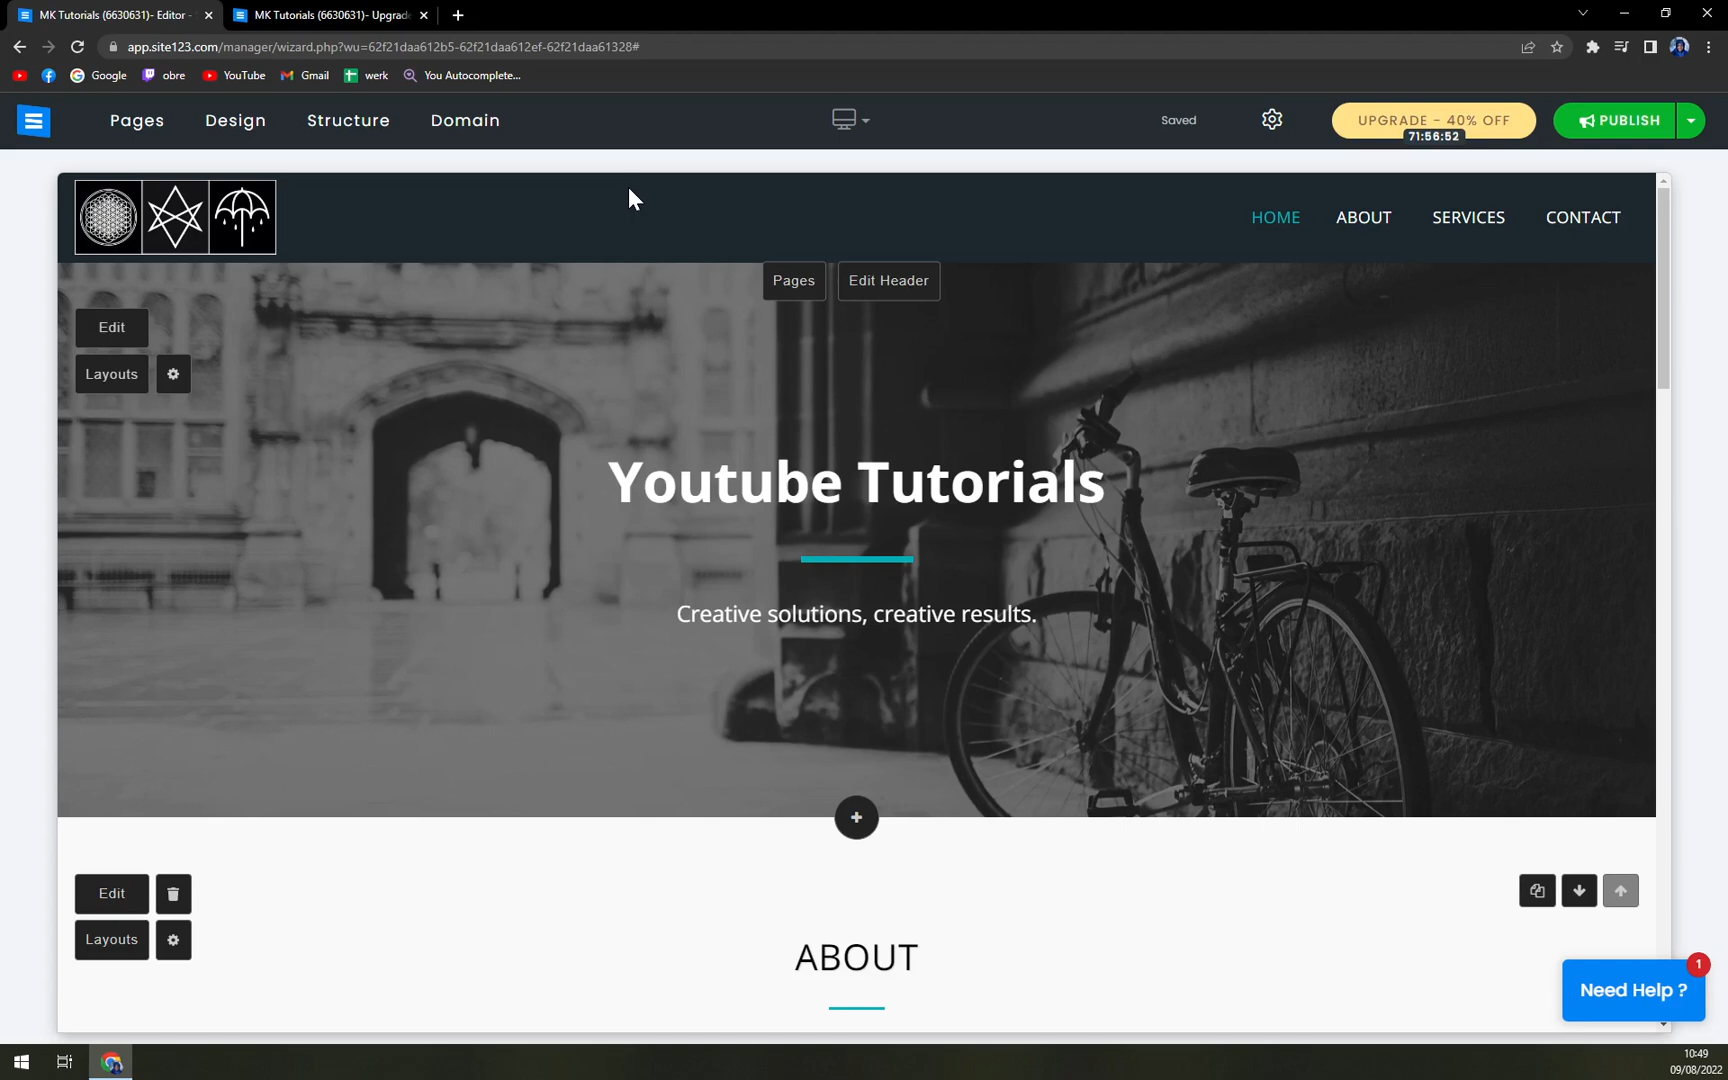 MK Tutorials (6630631)- Editor -
MK Tutorials (6630631)- Upgrade
app.site123.com/manager/wizard.php?wu=62f21daa612b5-62f21daa612ef-62f21daa61328#
Google
obre
YouTube
Gmail
werk
You Autocomplete...
Pages
Design
Structure
Domain
Saved
UPGRADE - 40% OFF
71:56:52
PUBLISH
HOME
ABOUT
SERVICES
CONTACT
Pages
Edit Header
Edit
Layouts
Youtube Tutorials
Creative solutions, creative results.
Edit
Layouts
ABOUT
1
Need Help ?
10:49
09/08/2022